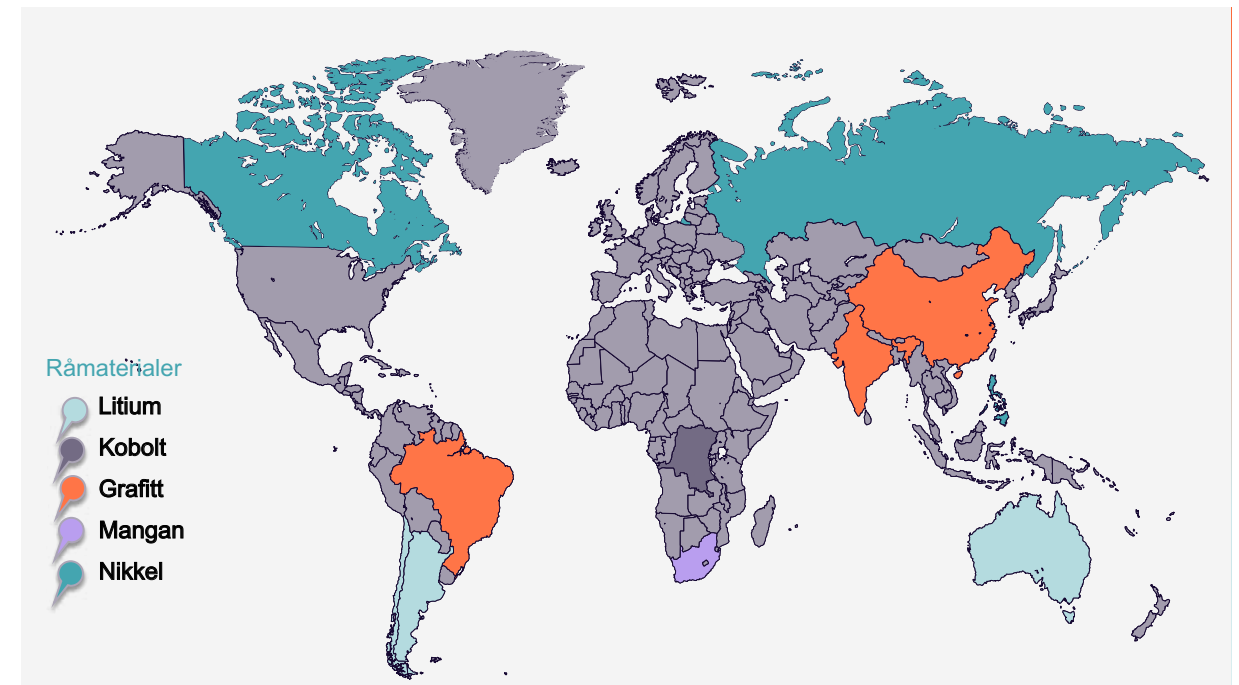 Råmaterialer
Litium
Kobolt
Grafitt
Mangan
Nikkel